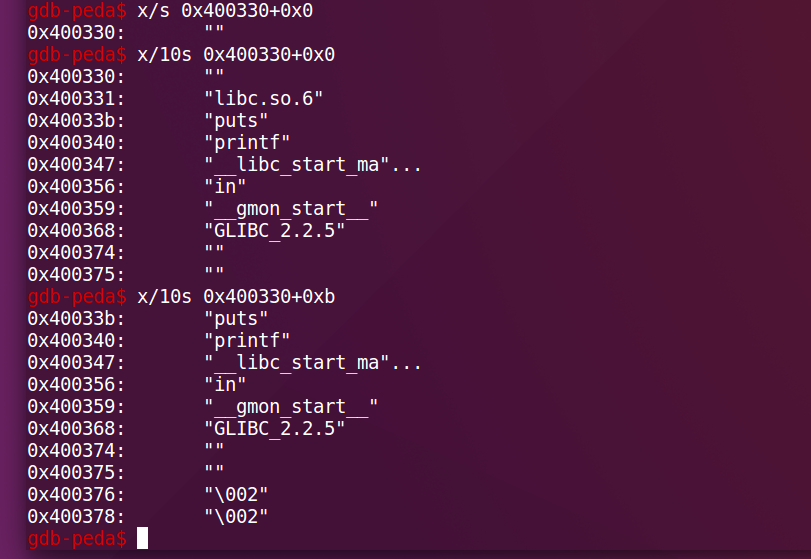 gdb-peda$ x/s 0x400330+0x0
0x400330: ""
gdb-peda$ x/10s 0x400330+0x0
0x400330: ""
0x400331: "libc.so.6"
0x40033b: "puts"
0x400340: "printf"
0x400347: "__libc_start_ma"...
0x400356: "in"
0x400359: "__gmon_start__"
0x400368: "GLIBC_2.2.5"
0x400374: ""
0x400375: ""
gdb-peda$ x/10s 0x400330+0xb
0x40033b: "puts"
0x400340: "printf"
0x400347: "__libc_start_ma"...
0x400356: "in"
0x400359: "__gmon_start__"
0x400368: "GLIBC_2.2.5"
0x400374: ""
0x400375: ""
0x400376: "\002"
0x400378: "\002"
gdb-peda$